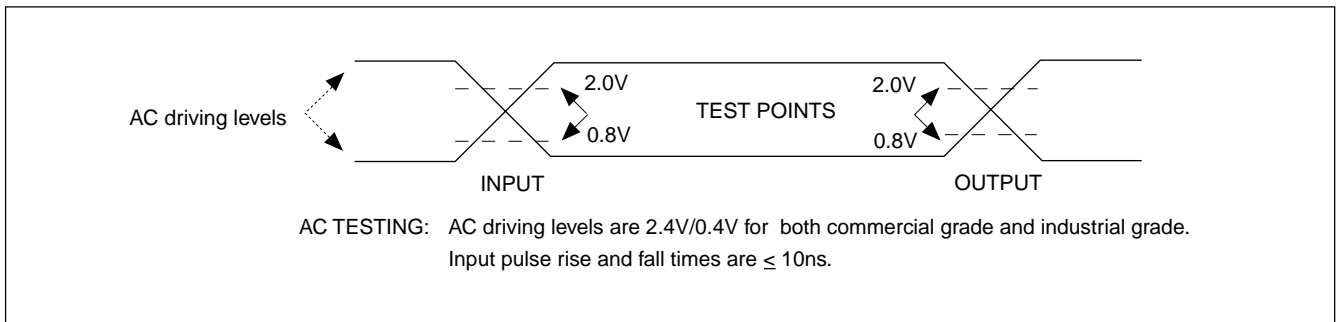 2.0V 2.0V
AC driving levels TEST POINTS
0.8V 0.8V
INPUT OUTPUT
AC TESTING: AC driving levels are 2.4V/0.4V for both commercial grade and industrial grade.
Input pulse rise and fall times are ≤ 10ns.